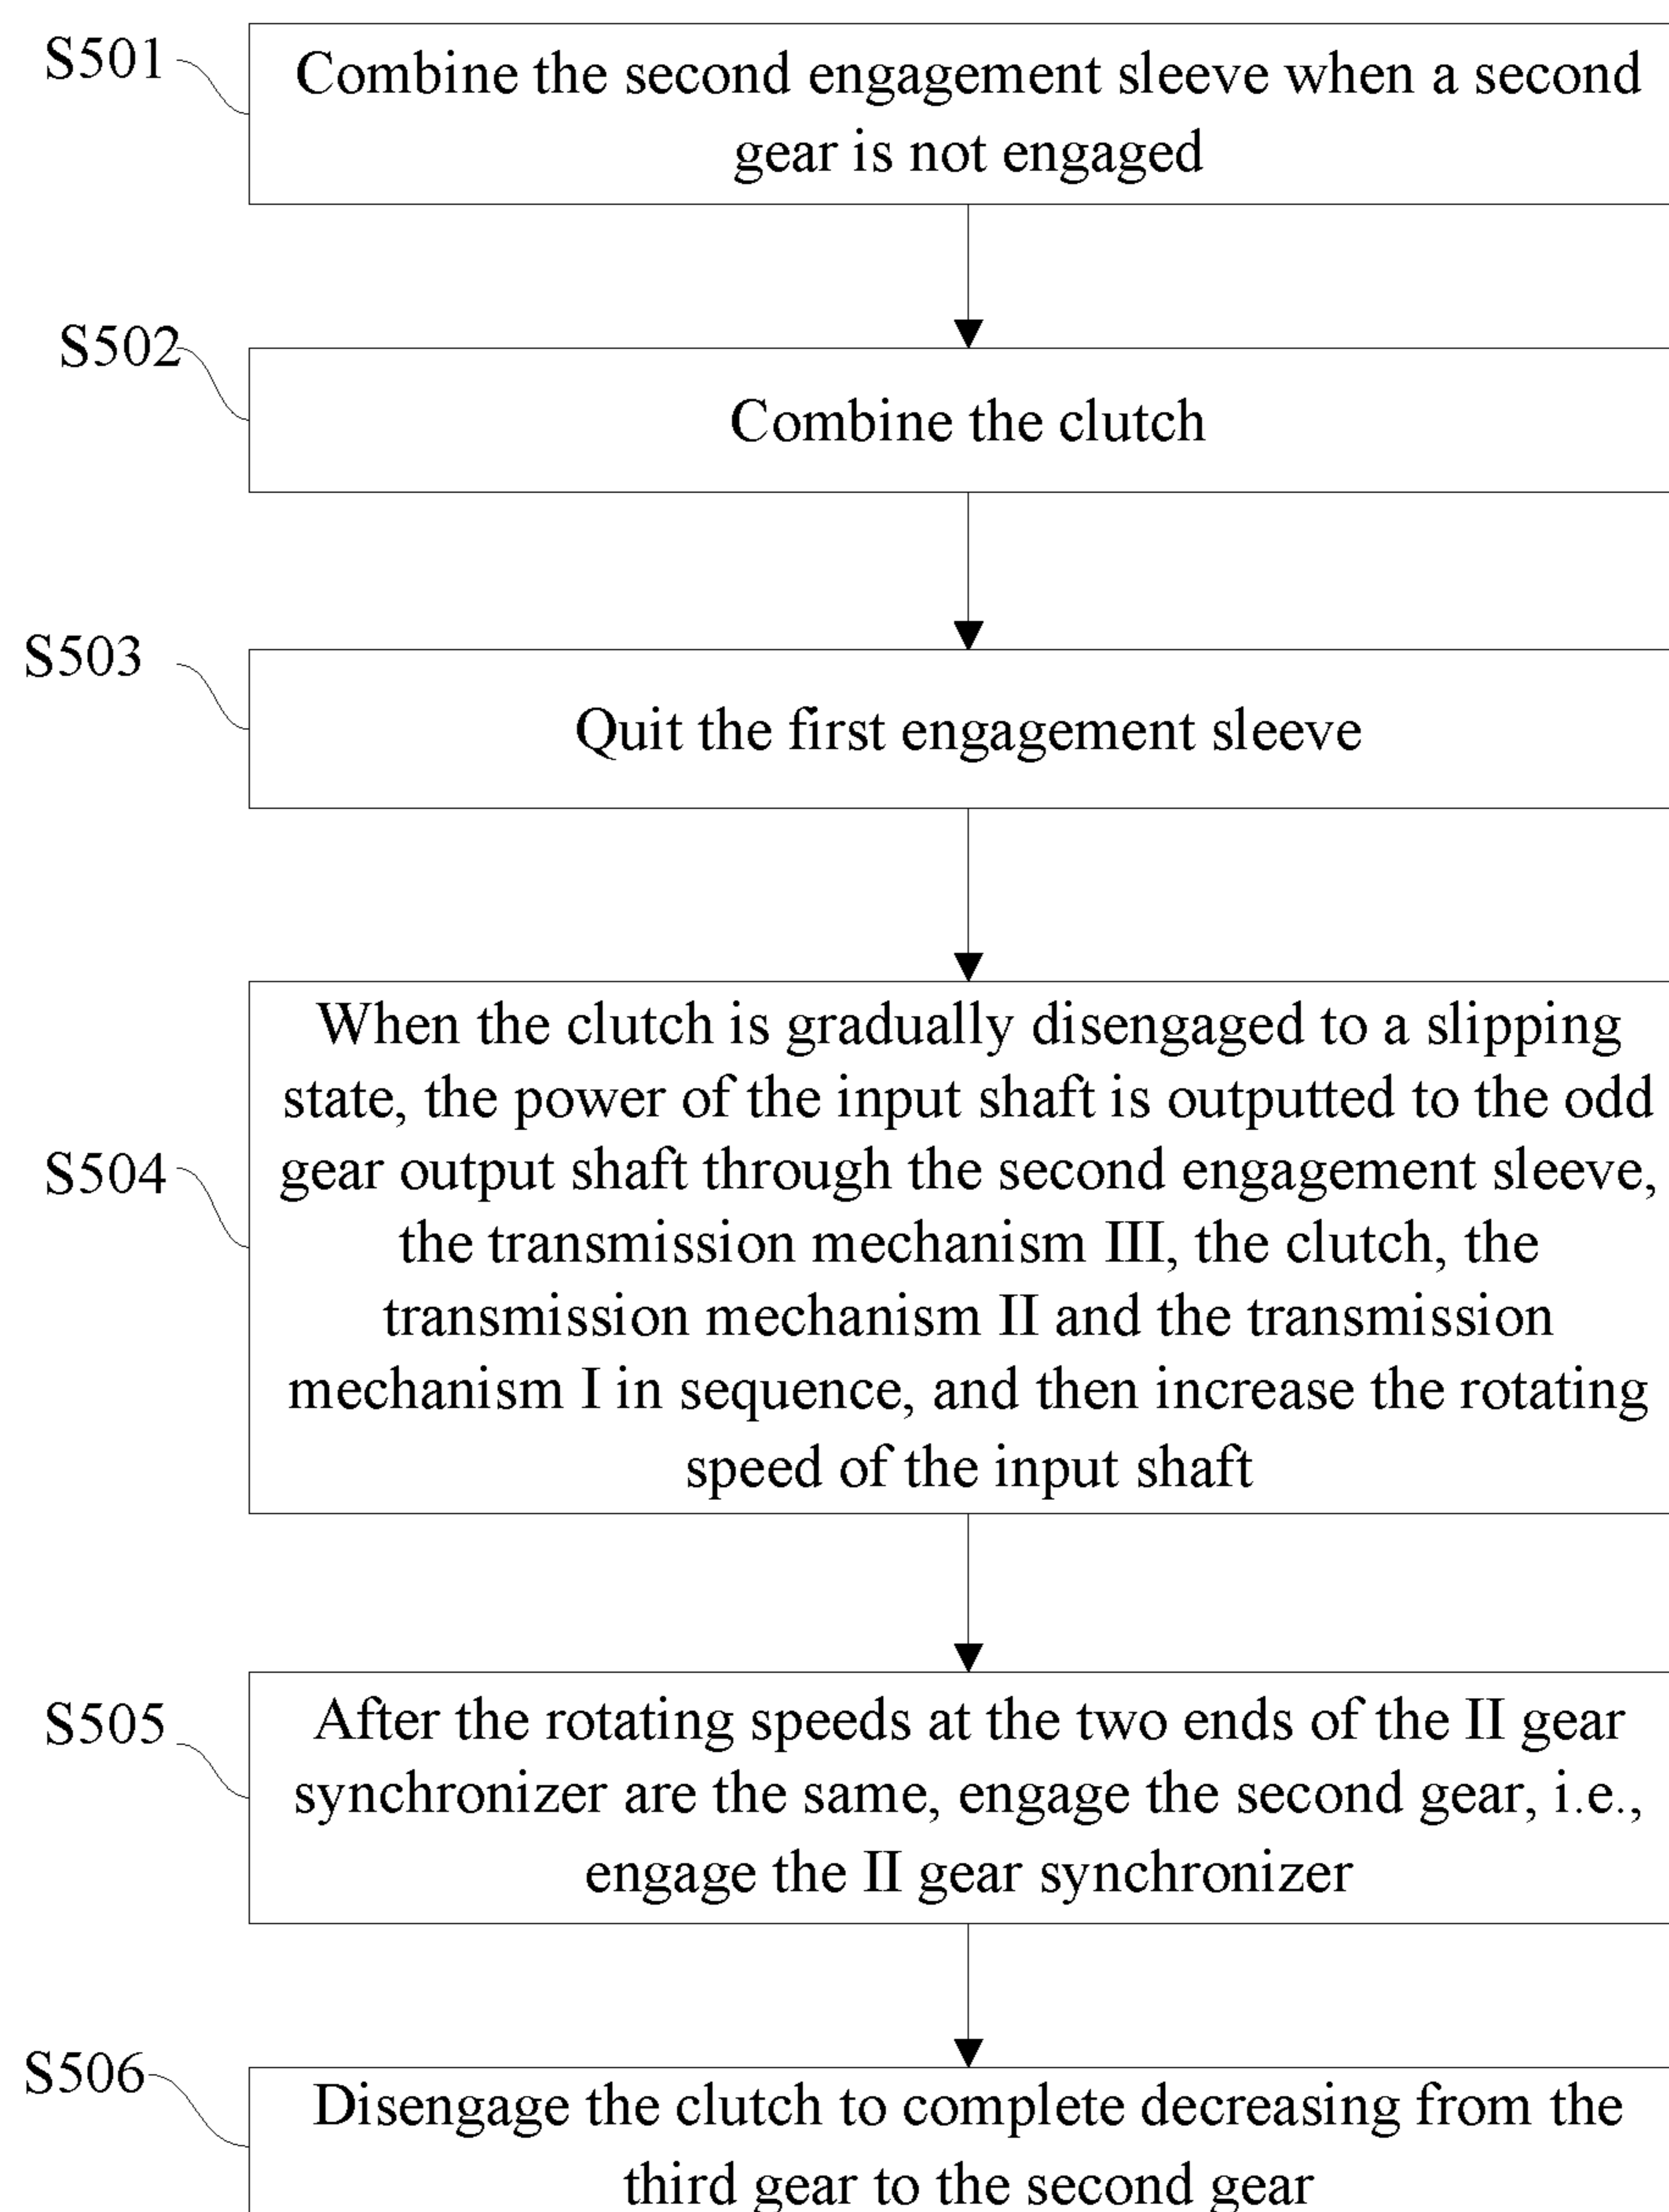 S501
Combine the second engagement sleeve when a second
gear is not engaged
S502
Combine the clutch
S503
Quit the first engagement sleeve
S504
When the clutch is gradually disengaged to a slipping
state, the power of the input shaft is outputted to the odd
gear output shaft through the second engagement sleeve,
the transmission mechanism III, the clutch, the
transmission mechanism II and the transmission
mechanism I in sequence, and then increase the rotating
speed of the input shaft
S505
After the rotating speeds at the two ends of the II gear
synchronizer are the same, engage the second gear, i.e.,
engage the II gear synchronizer
S506
Disengage the clutch to complete decreasing from the
third gear to the second gear